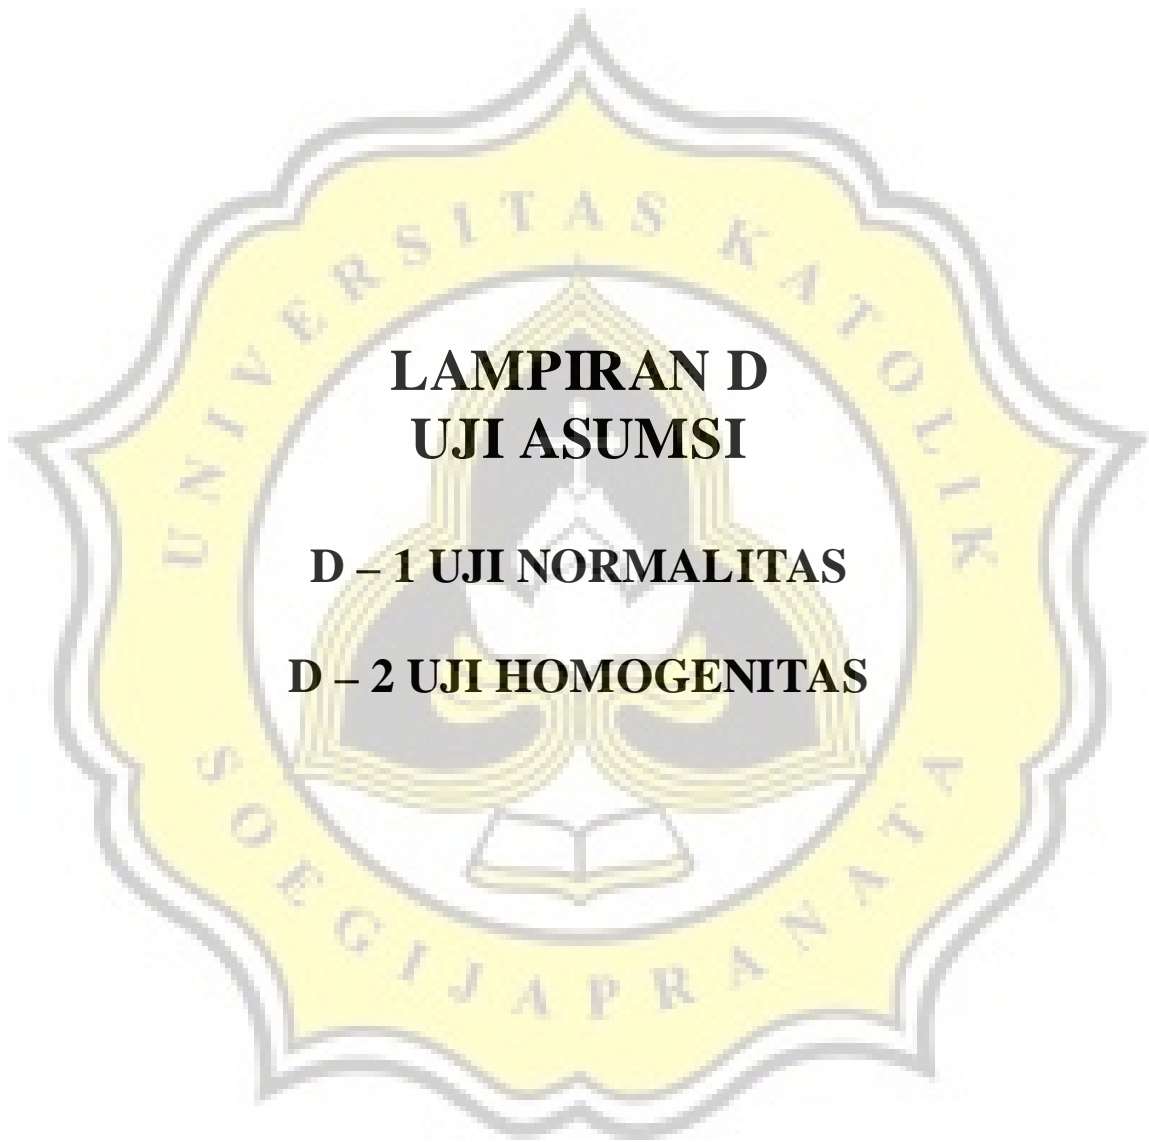 UNIVERSITAS KATOLIK
LAMPIRAN D
UJI ASUMSI
D – 1 UJI NORMALITAS
D – 2 UJI HOMOGENITAS
SOEGIJAPRANATA